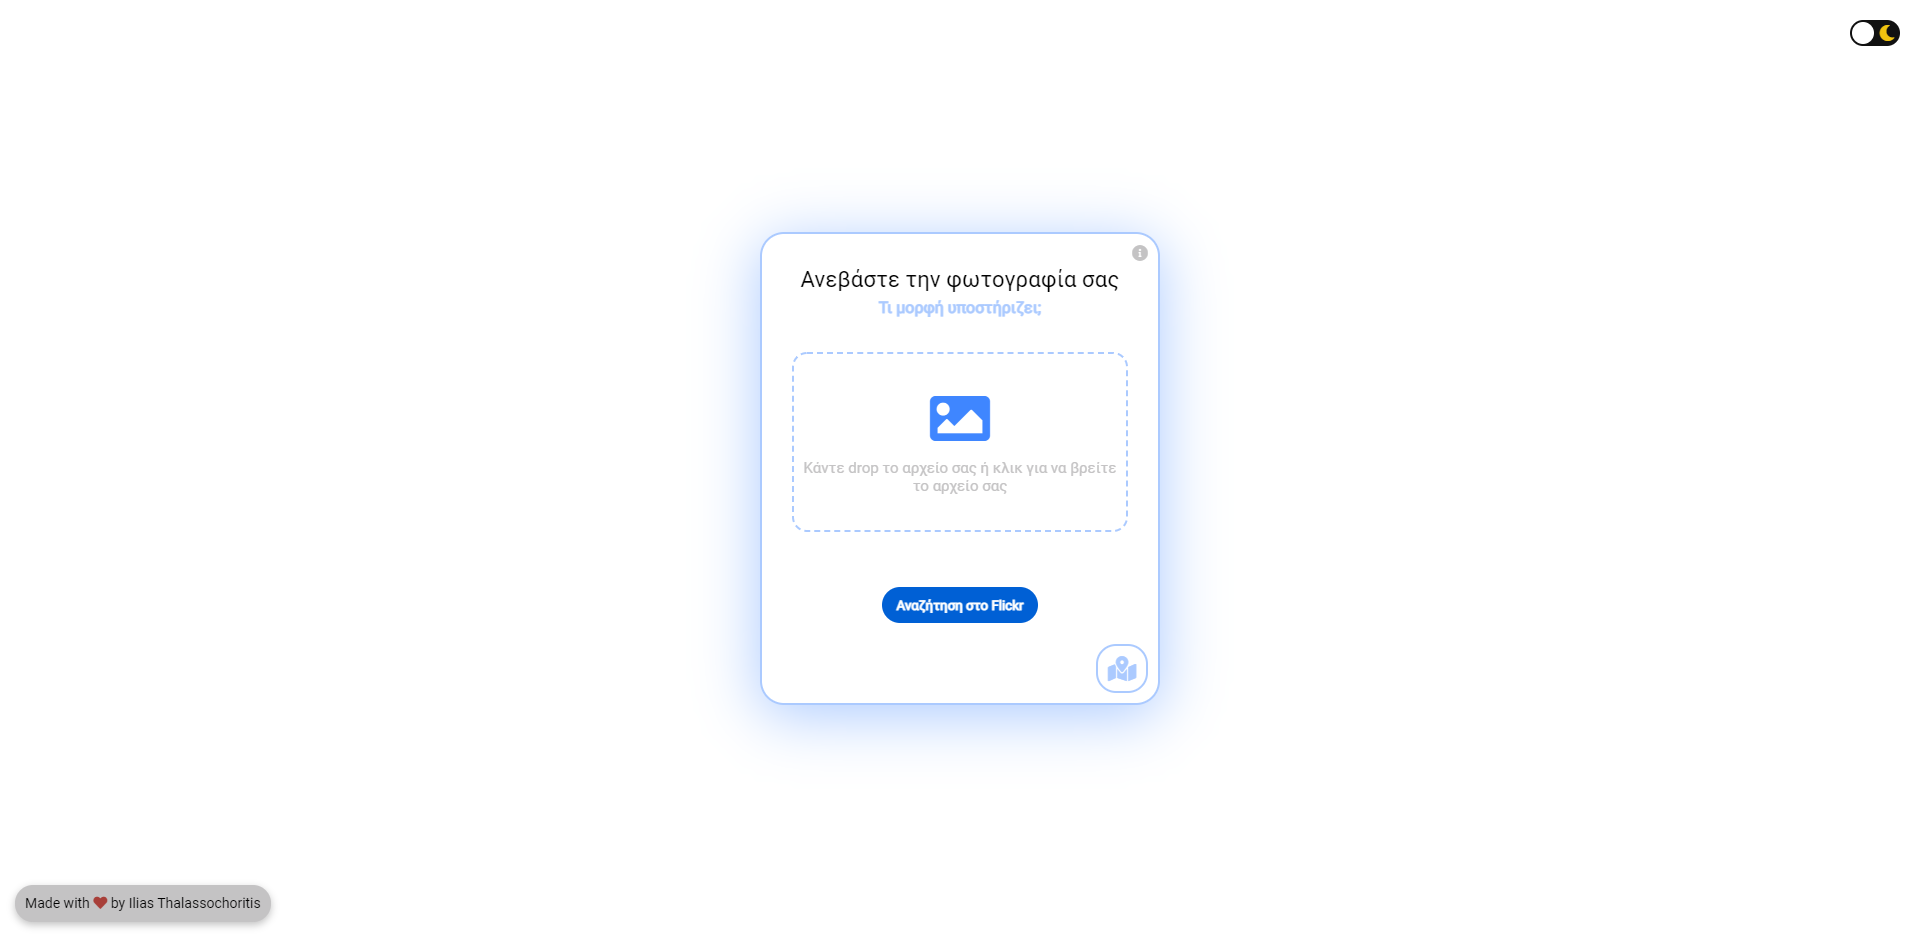 Ανεβάστε την φωτογραφία σας
Τι μορφή υποστήριζει;
Κάντε drop το αρχείο σας ή κλικ για να βρείτε
το αρχείο σας
Αναζήτηση στο Flickr
Made with ❤ by Ilias Thalassochoritis